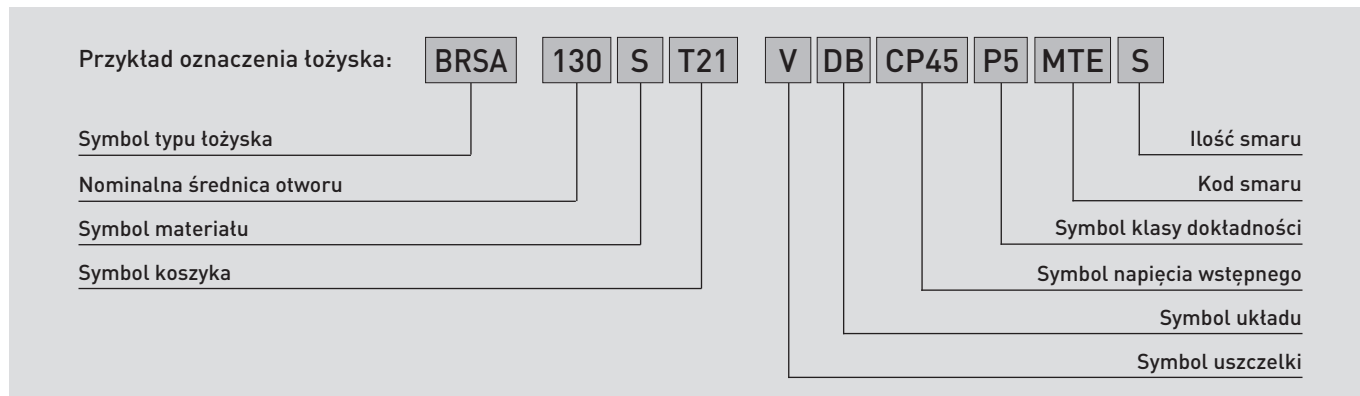 Przykład oznaczenia łożyska: BRSA 130 S T21 V DB CP45 P5 MTE S
Symbol typu łożyska
Ilość smaru
Nominalna średnica otworu
Kod smaru
Symbol materiału
Symbol klasy dokładności
Symbol koszyka
Symbol napięcia wstępnego
Symbol układu
Symbol uszczelki